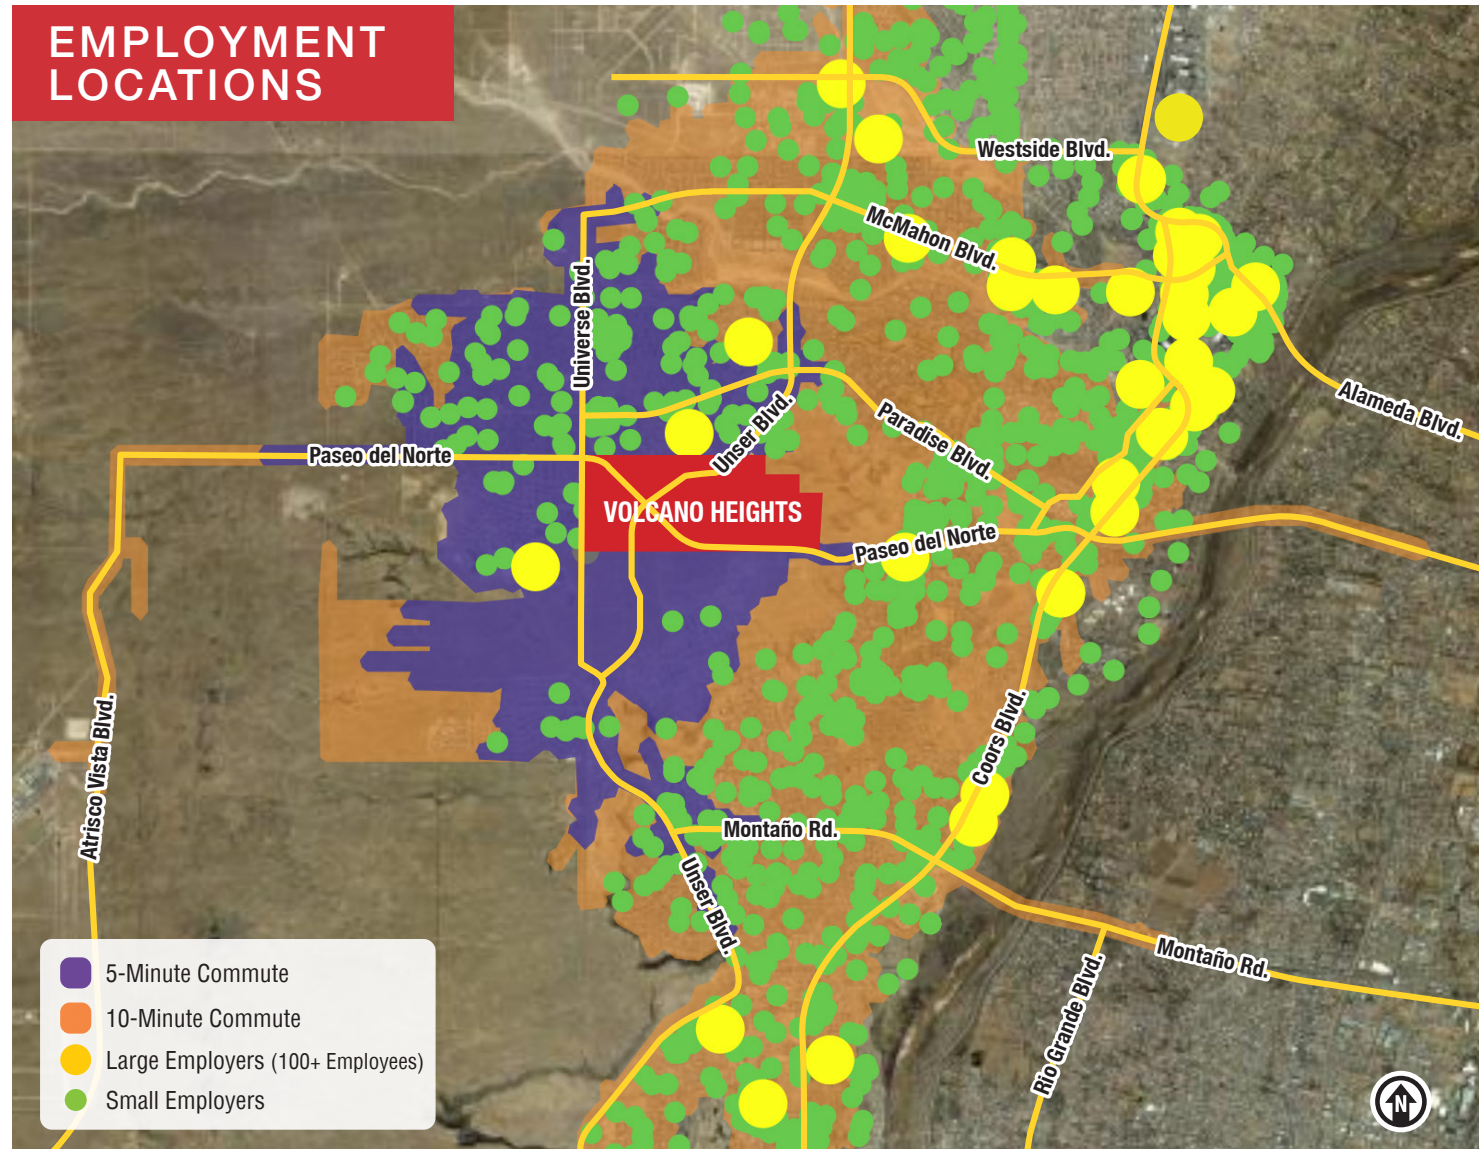 EMPLOYMENT
LOCATIONS
Westside Blvd.
McMahon Blvd.
Universe Blvd.
Alameda Blvd.
Unser Blvd.
Paradise Blvd.
Paseo del Norte
VOLCANO HEIGHTS
Paseo del Norte
Coors Blvd.
Atrisco Vista Blvd.
Montaño Rd.
Unser Blvd.
Montaño Rd.
Rio Grande Blvd.
5-Minute Commute
10-Minute Commute
Large Employers (100+ Employees)
Small Employers
N